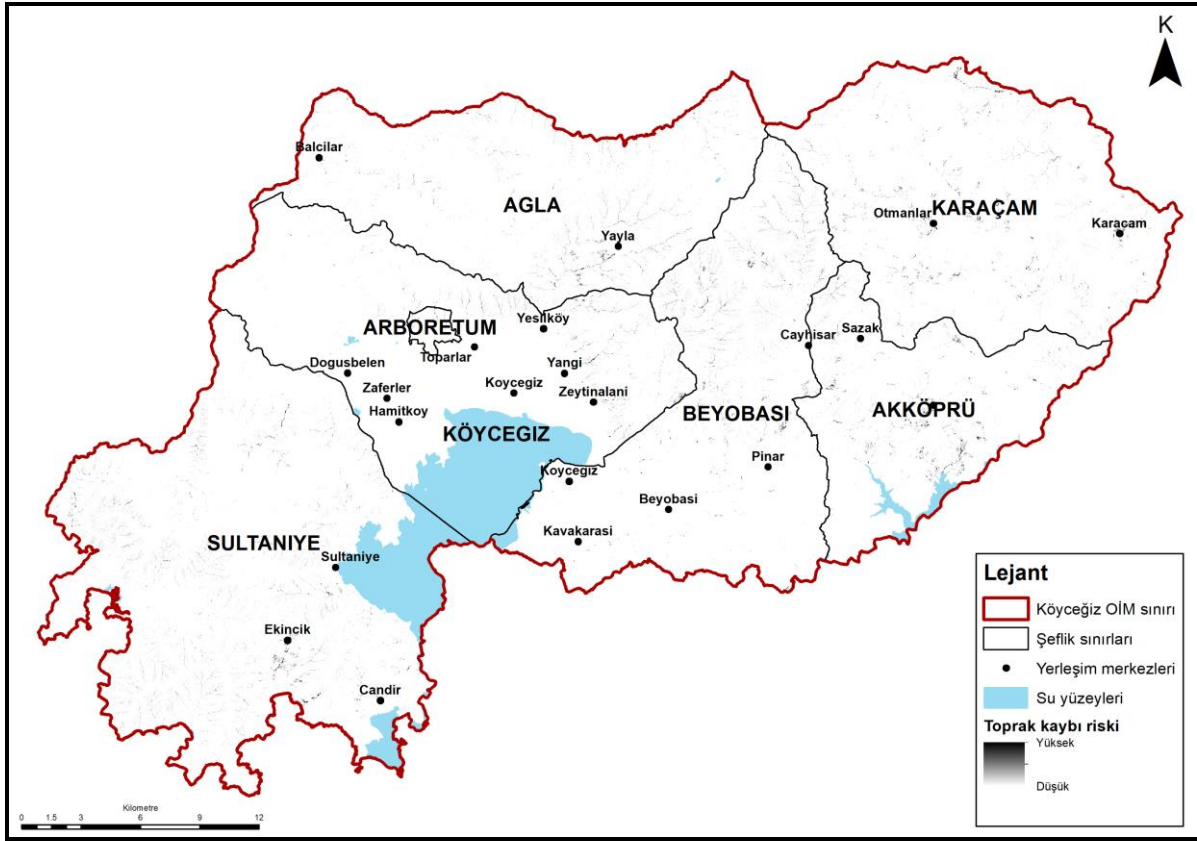 K
Balcilar
AGLA
Otmanlar
KARAÇAM
Karacam
Yayla
ARBORETUM
Yesilköy
Toparlar
Cayhisar
Sazak
Dogusbelen
Yangi
Zaferler
Koycegiz
Zeytinalani
Hamitkoy
BEYOBASI
AKKÖPRÜ
KÖYCEGIZ
Koycegiz
Pinar
Beyobasi
Kavakarasi
SULTANIYE
Sultaniye
Ekincik
Candir
Lejant
Köyceğiz OİM sınırı
Şeflik sınırları
Yerleşim merkezleri
Su yüzeyleri
Toprak kaybı riski
Yüksek
Düşük
Kilometre
0 1.5 3 6 9 12